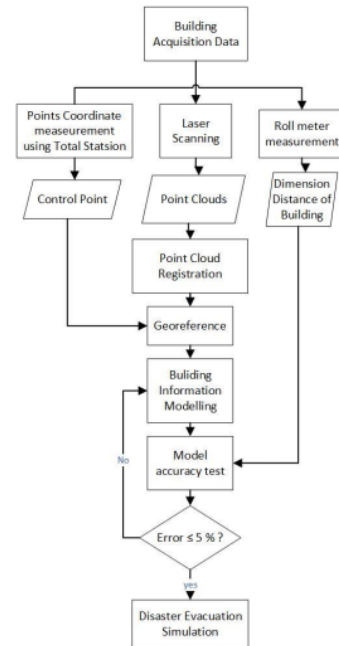 Building
Acquisition Data
Points Coordinate
measeurement
using Total Statsion
Laser
Scanning
Roll meter
measurement
Control Point
Point Clouds
Dimension
Distance of
Building
Point Cloud
Registration
Georeference
Buliding
Information
Modelling
No
Model
accuracy test
Error ≤ 5 % ?
yes
Disaster Evacuation
Simulation